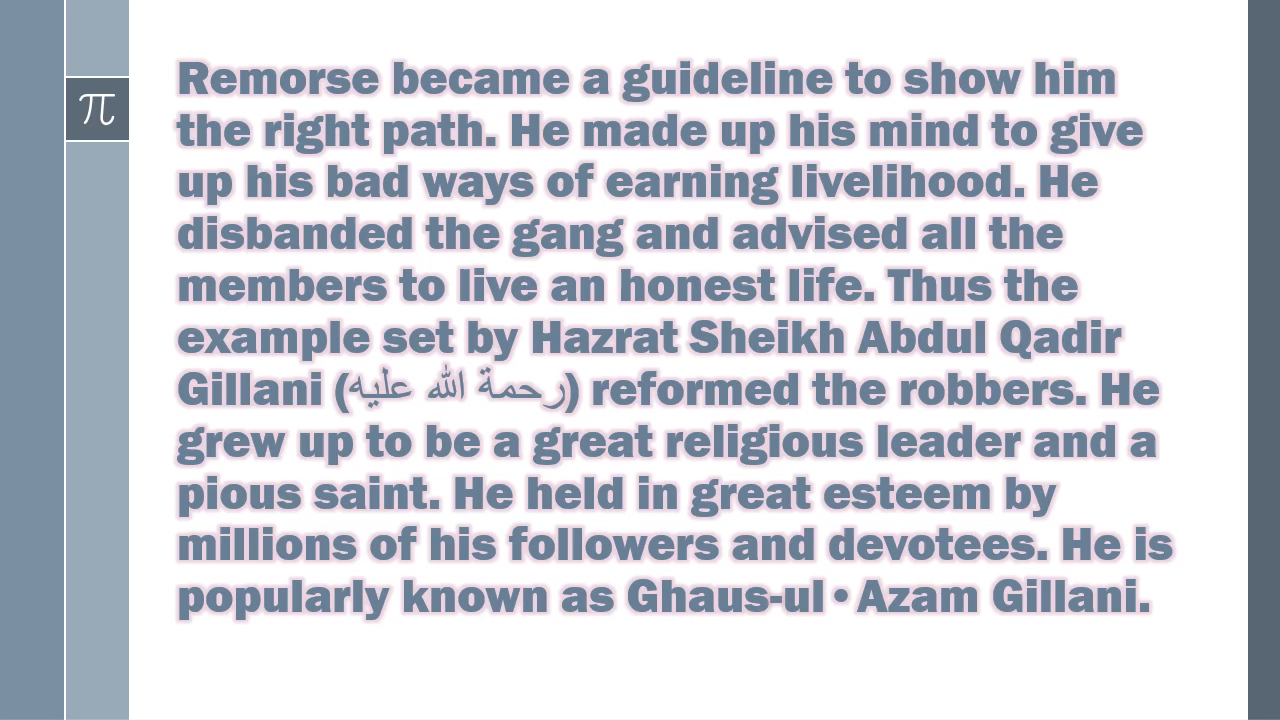 π
Remorse became a guideline to show him
the right path. He made up his mind to give
up his bad ways of earning livelihood. He
disbanded the gang and advised all the
members to live an honest life. Thus the
example set by Hazrat Sheikh Abdul Qadir
Gillani (رحمة الله عليه) reformed the robbers. He
grew up to be a great religious leader and a
pious saint. He held in great esteem by
millions of his followers and devotees. He is
popularly known as Ghaus-ul•Azam Gillani.